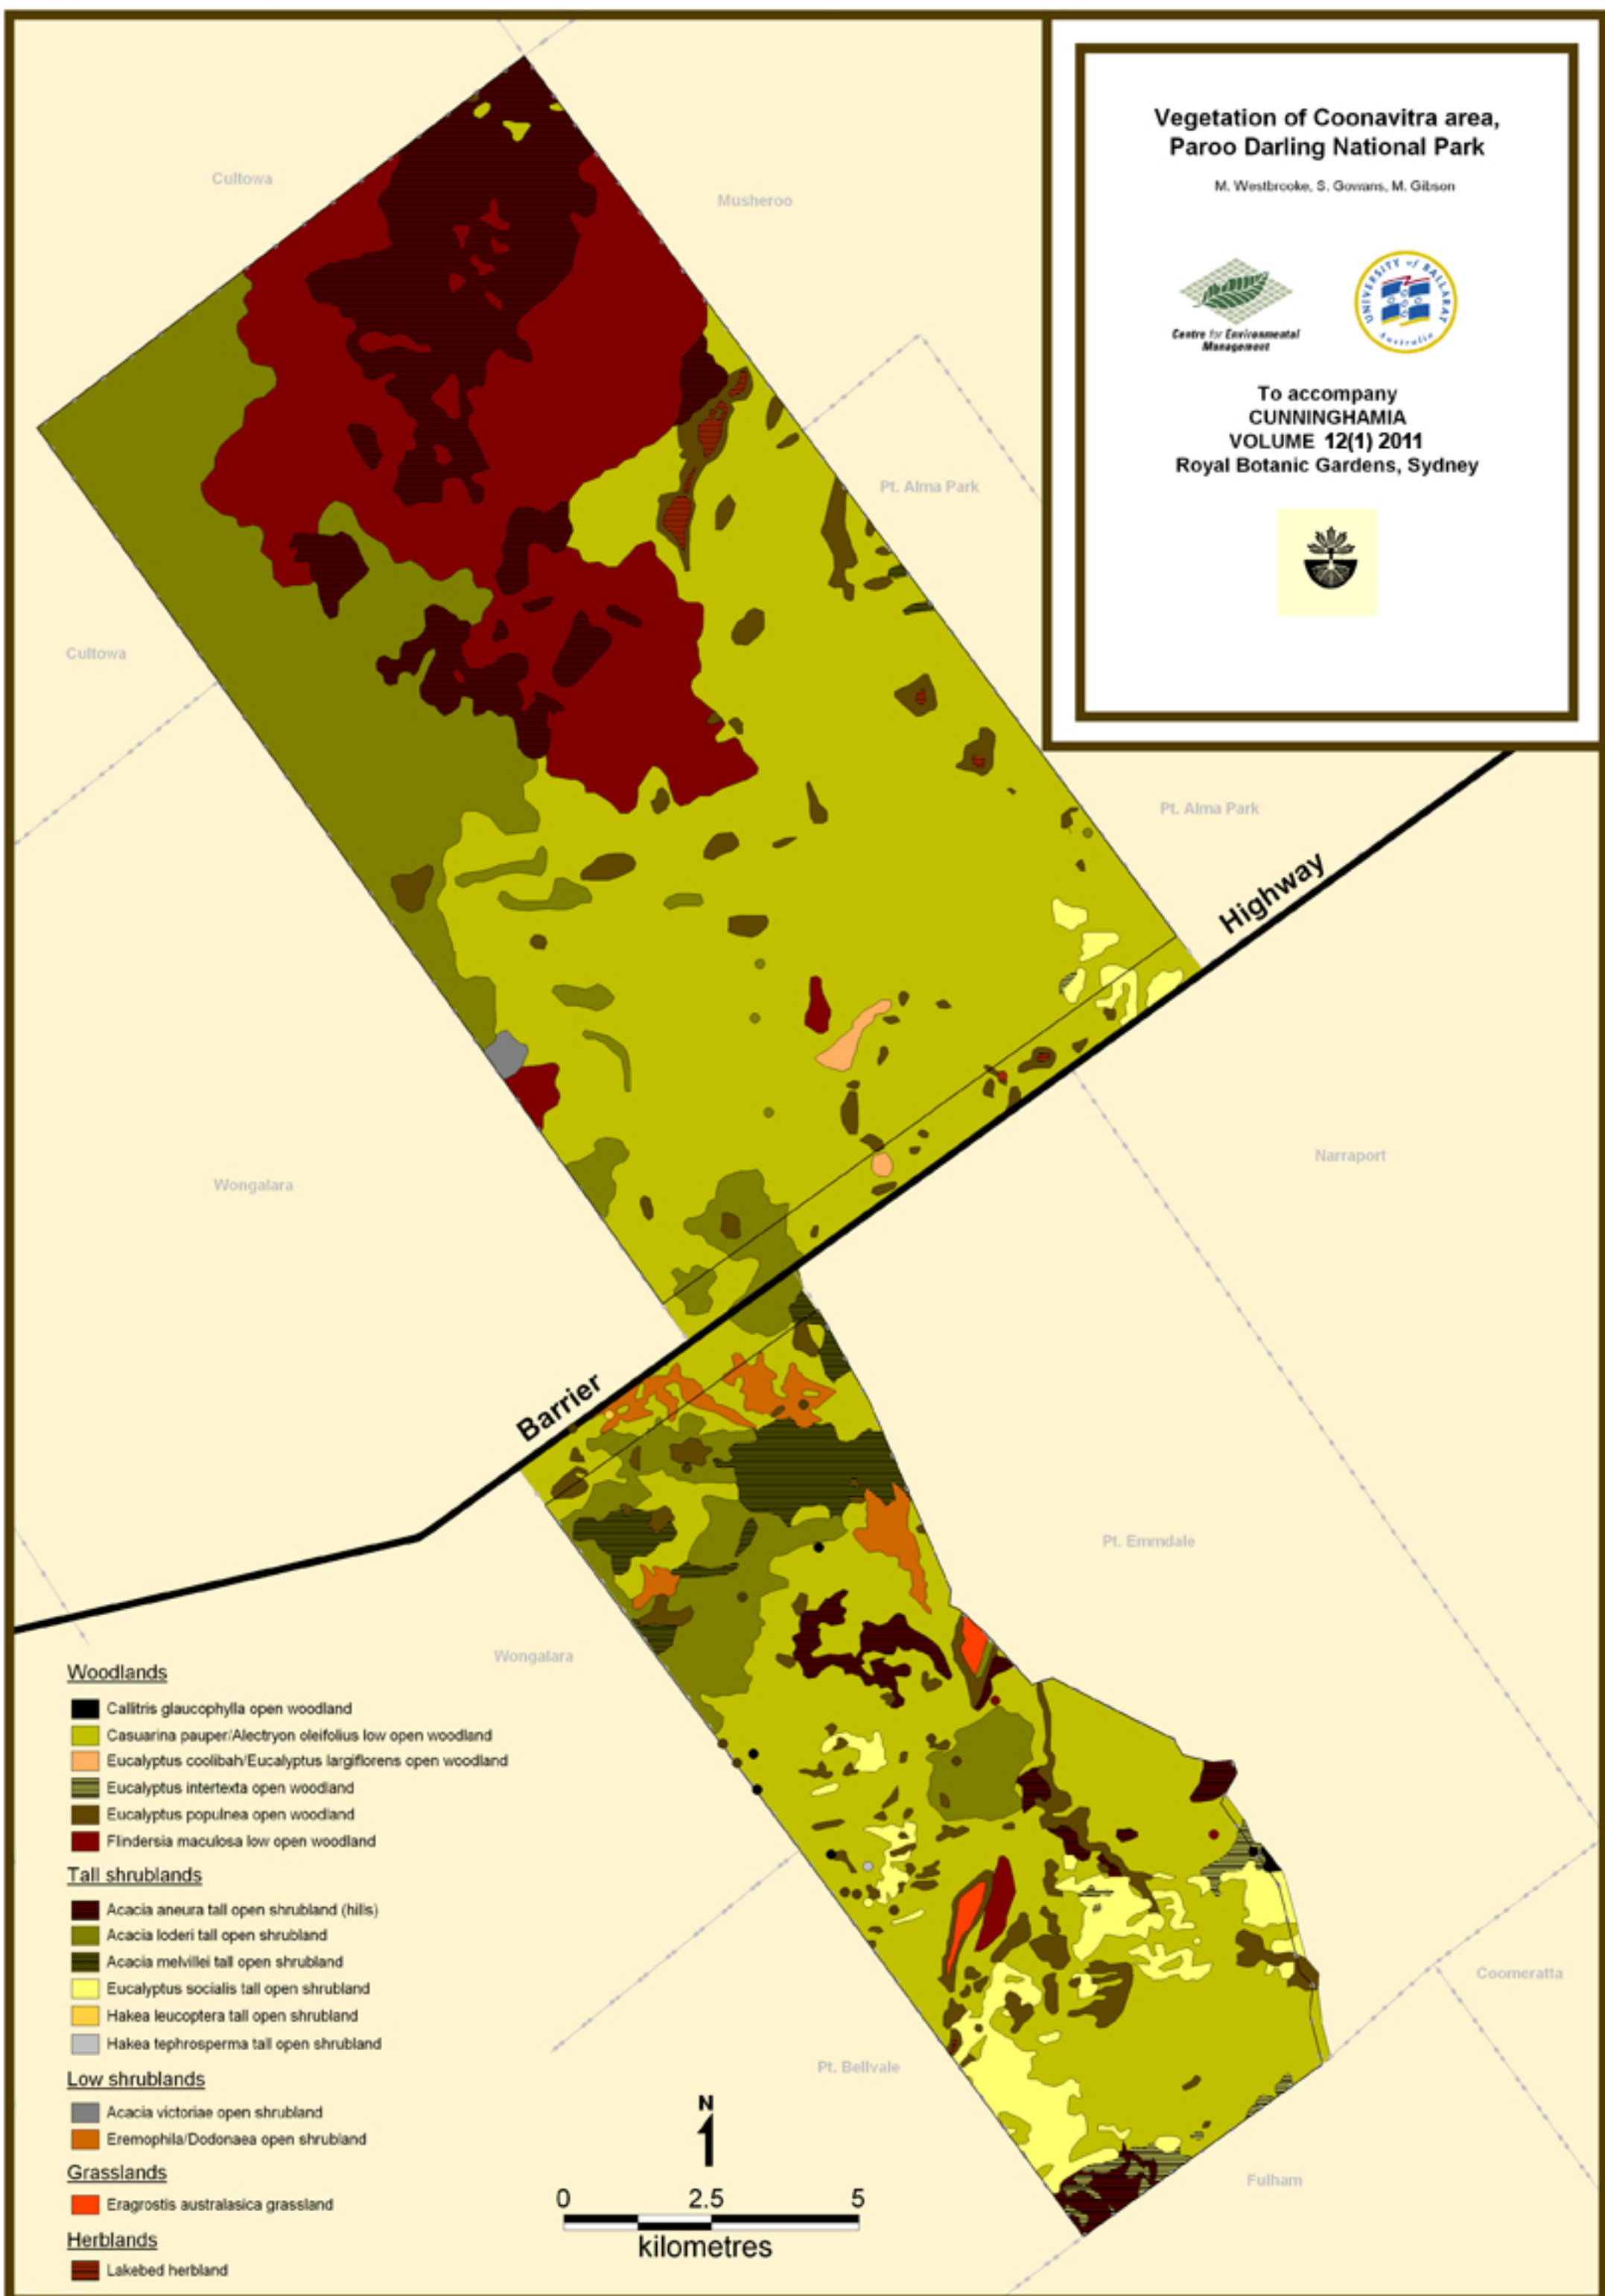 Vegetation of Coonavitra area,
Paroo Darling National Park
M. Westbrooke, S. Gowans, M. Gibson
Centre for Environmental
Management
UNIVERSITY of BALLARAT
Australia
To accompany
CUNNINGHAMIA
VOLUME 12(1) 2011
Royal Botanic Gardens, Sydney
Cultowa
Musheroo
Pt. Alma Park
Cultowa
Pt. Alma Park
Highway
Narraport
Wongalara
Barrier
Pt. Emmdale
Wongalara
Coomeratta
Pt. Bellvale
Fulham
Woodlands
Callitris glaucophylla open woodland
Casuarina pauper/Alectryon oleifolius low open woodland
Eucalyptus coolibah/Eucalyptus largiflorens open woodland
Eucalyptus intertexta open woodland
Eucalyptus populnea open woodland
Flindersia maculosa low open woodland
Tall shrublands
Acacia aneura tall open shrubland (hills)
Acacia loderi tall open shrubland
Acacia melvillei tall open shrubland
Eucalyptus socialis tall open shrubland
Hakea leucoptera tall open shrubland
Hakea tephrosperma tall open shrubland
Low shrublands
Acacia victoriae open shrubland
Eremophila/Dodonaea open shrubland
Grasslands
Eragrostis australasica grassland
Herblands
Lakebed herbland
N
0 2.5 5
kilometres